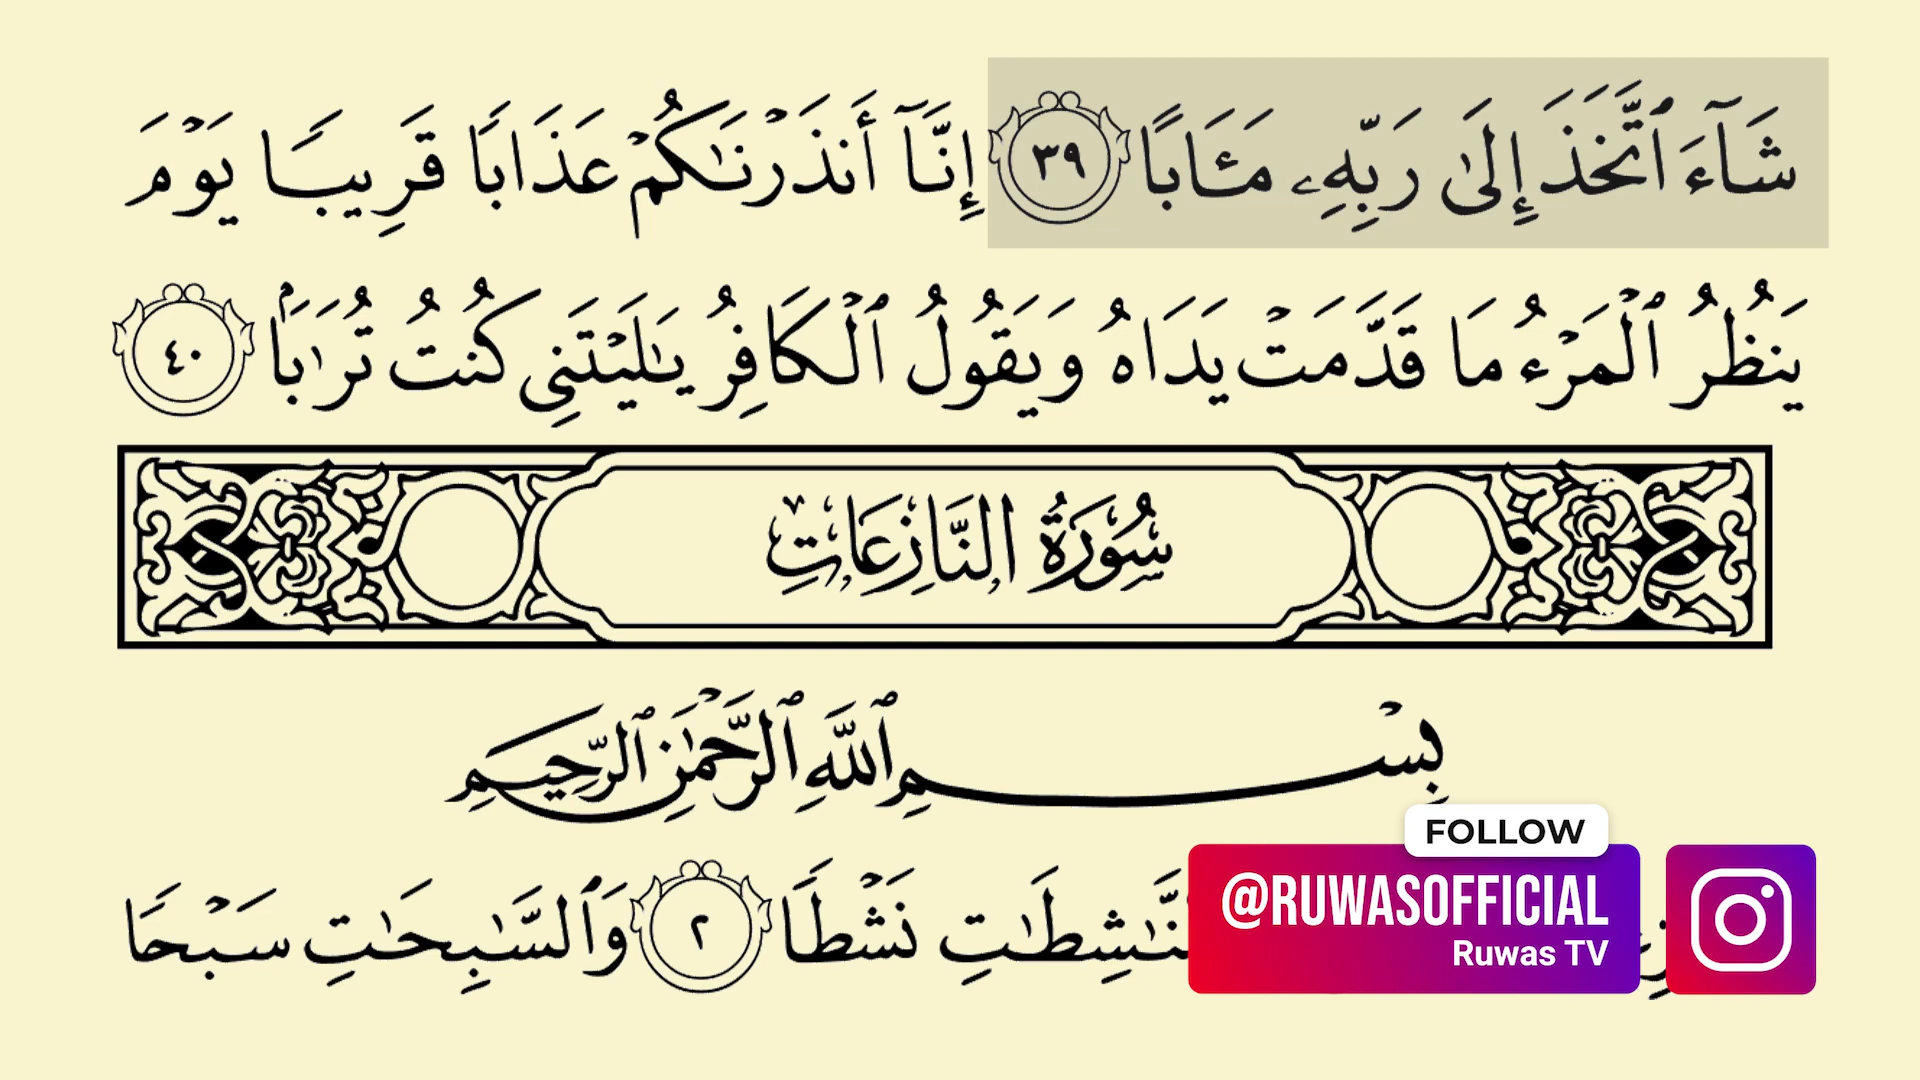 شَآءَ ٱتَّخَذَ إِلَىٰ رَبِّهِۦ مَـَٔابًا ٣٩ إِنَّآ أَنذَرْنَـٰكُمْ عَذَابًا قَرِيبًا يَوْمَ
يَنظُرُ ٱلْمَرْءُ مَا قَدَّمَتْ يَدَاهُ وَيَقُولُ ٱلْكَافِرُ يَـٰلَيْتَنِى كُنتُ تُرَٰبًۢا ٤٠
سُورَةُ النَّازِعَاتِ
بِسْمِ ٱللَّهِ ٱلرَّحْمَـٰنِ ٱلرَّحِيمِ
نَشْطًا ٢ وَٱلسَّـٰبِحَـٰتِ سَبْحًا
FOLLOW
@RUWASOFFICIAL
Ruwas TV